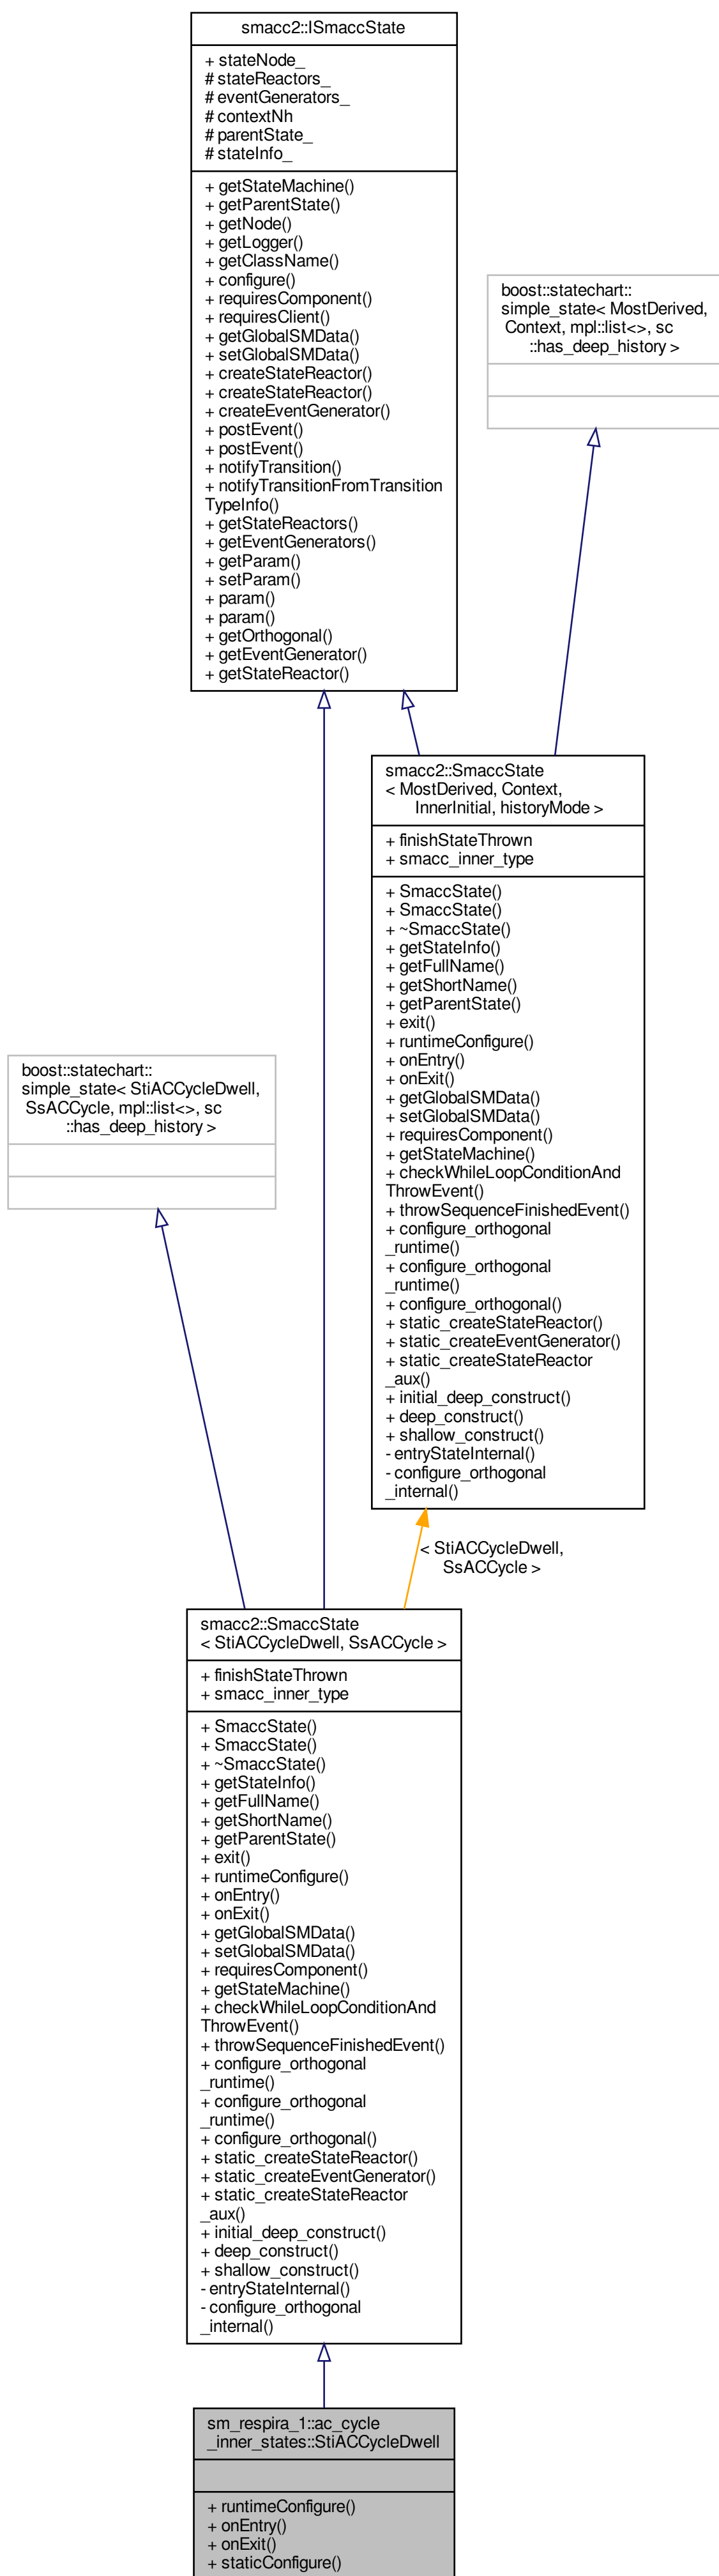 smacc2::ISmaccState
+ stateNode_
# stateReactors_
# eventGenerators_
# contextNh
# parentState_
# stateInfo_
+ getStateMachine()
+ getParentState()
+ getNode()
+ getLogger()
+ getClassName()
+ configure()
+ requiresComponent()
+ requiresClient()
+ getGlobalSMData()
+ setGlobalSMData()
+ createStateReactor()
+ createStateReactor()
+ createEventGenerator()
+ postEvent()
+ postEvent()
+ notifyTransition()
+ notifyTransitionFromTransition
TypeInfo()
+ getStateReactors()
+ getEventGenerators()
+ getParam()
+ setParam()
+ param()
+ param()
+ getOrthogonal()
+ getEventGenerator()
+ getStateReactor()
boost::statechart::
simple_state< MostDerived,
Context, mpl::list<>, sc
::has_deep_history >
smacc2::SmaccState
< MostDerived, Context,
InnerInitial, historyMode >
+ finishStateThrown
+ smacc_inner_type
+ SmaccState()
+ SmaccState()
+ ~SmaccState()
+ getStateInfo()
+ getFullName()
+ getShortName()
+ getParentState()
+ exit()
+ runtimeConfigure()
+ onEntry()
+ onExit()
+ getGlobalSMData()
+ setGlobalSMData()
+ requiresComponent()
+ getStateMachine()
+ checkWhileLoopConditionAnd
ThrowEvent()
+ throwSequenceFinishedEvent()
+ configure_orthogonal
_runtime()
+ configure_orthogonal
_runtime()
+ configure_orthogonal()
+ static_createStateReactor()
+ static_createEventGenerator()
+ static_createStateReactor
_aux()
+ initial_deep_construct()
+ deep_construct()
+ shallow_construct()
- entryStateInternal()
- configure_orthogonal
_internal()
boost::statechart::
simple_state< StiACCycleDwell,
SsACCycle, mpl::list<>, sc
::has_deep_history >
< StiACCycleDwell,
SsACCycle >
smacc2::SmaccState
< StiACCycleDwell, SsACCycle >
+ finishStateThrown
+ smacc_inner_type
+ SmaccState()
+ SmaccState()
+ ~SmaccState()
+ getStateInfo()
+ getFullName()
+ getShortName()
+ getParentState()
+ exit()
+ runtimeConfigure()
+ onEntry()
+ onExit()
+ getGlobalSMData()
+ setGlobalSMData()
+ requiresComponent()
+ getStateMachine()
+ checkWhileLoopConditionAnd
ThrowEvent()
+ throwSequenceFinishedEvent()
+ configure_orthogonal
_runtime()
+ configure_orthogonal
_runtime()
+ configure_orthogonal()
+ static_createStateReactor()
+ static_createEventGenerator()
+ static_createStateReactor
_aux()
+ initial_deep_construct()
+ deep_construct()
+ shallow_construct()
- entryStateInternal()
- configure_orthogonal
_internal()
sm_respira_1::ac_cycle
_inner_states::StiACCycleDwell
+ runtimeConfigure()
+ onEntry()
+ onExit()
+ staticConfigure()